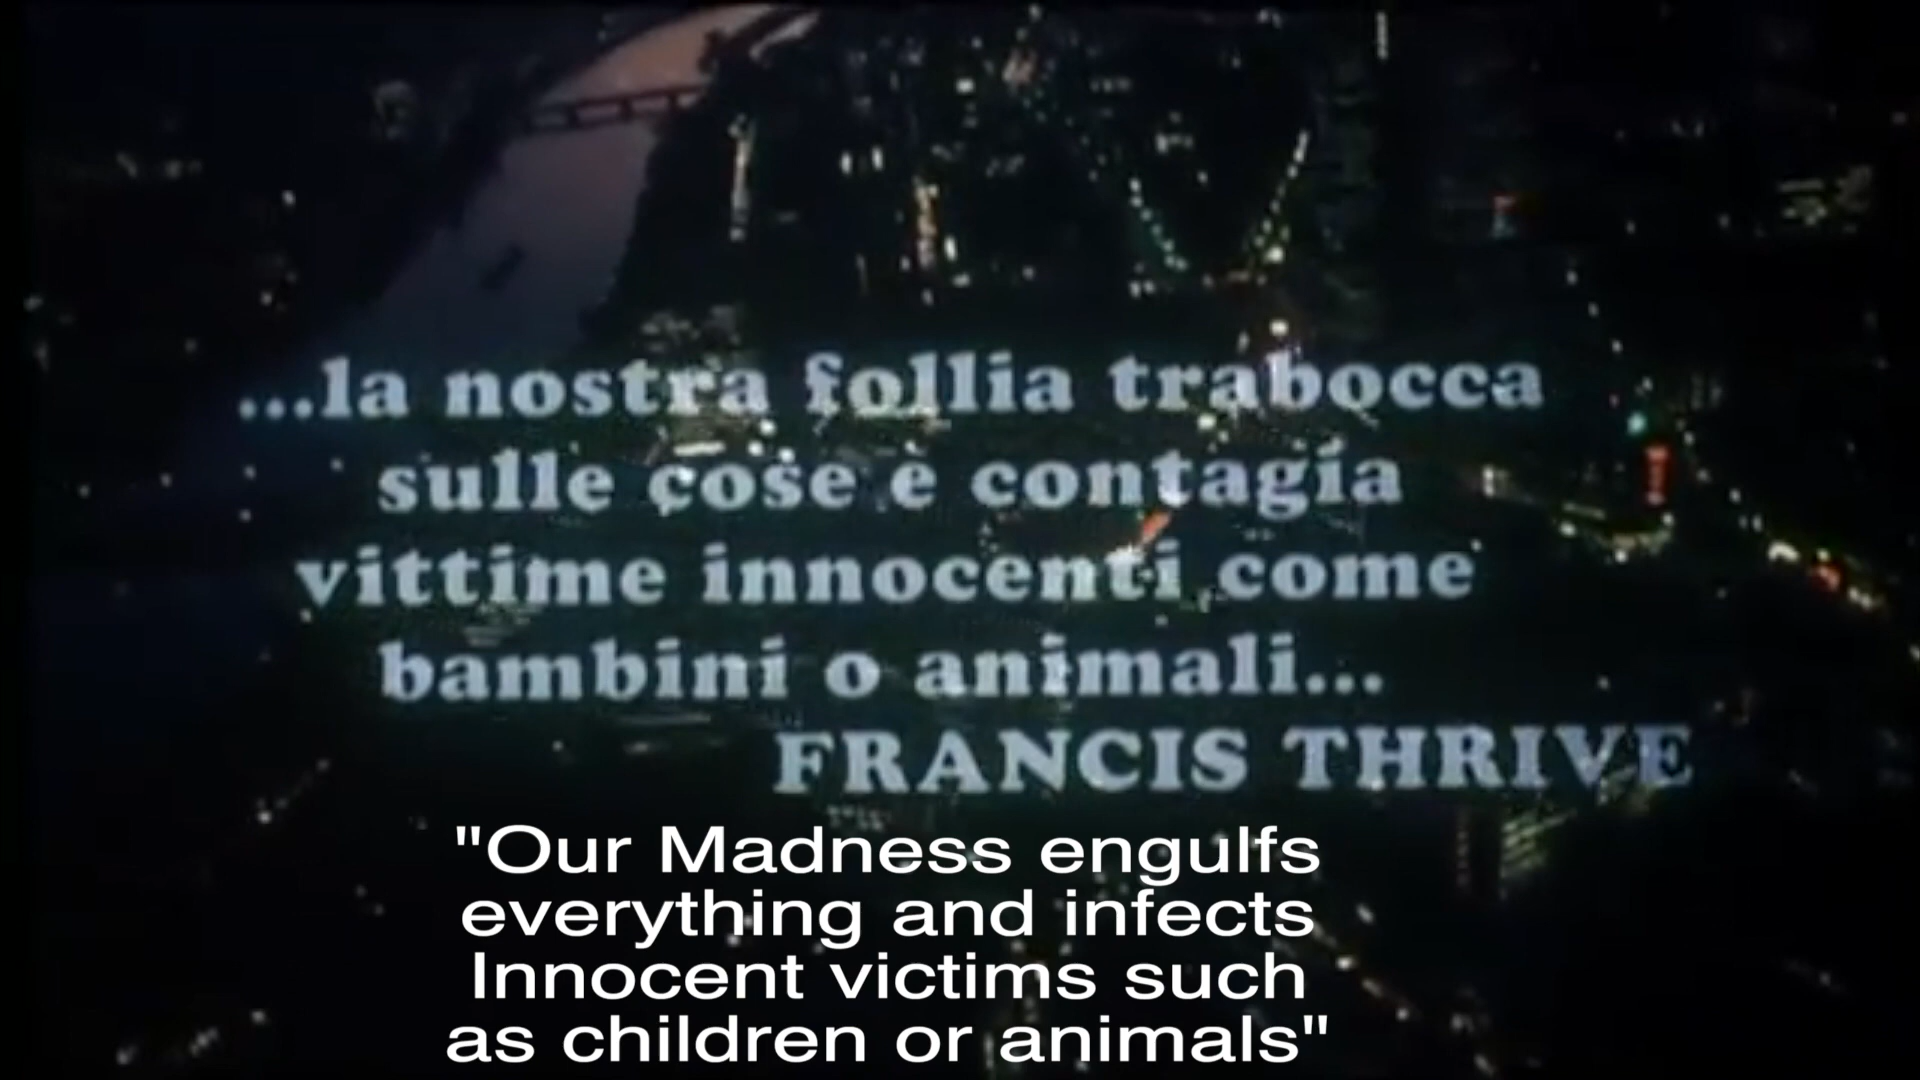 ...la nostra follia trabocca
sulle cose e contagia
vittime innocenti come
bambini o animali...
FRANCIS THRIVE
"Our Madness engulfs
everything and infects
Innocent victims such
as children or animals"